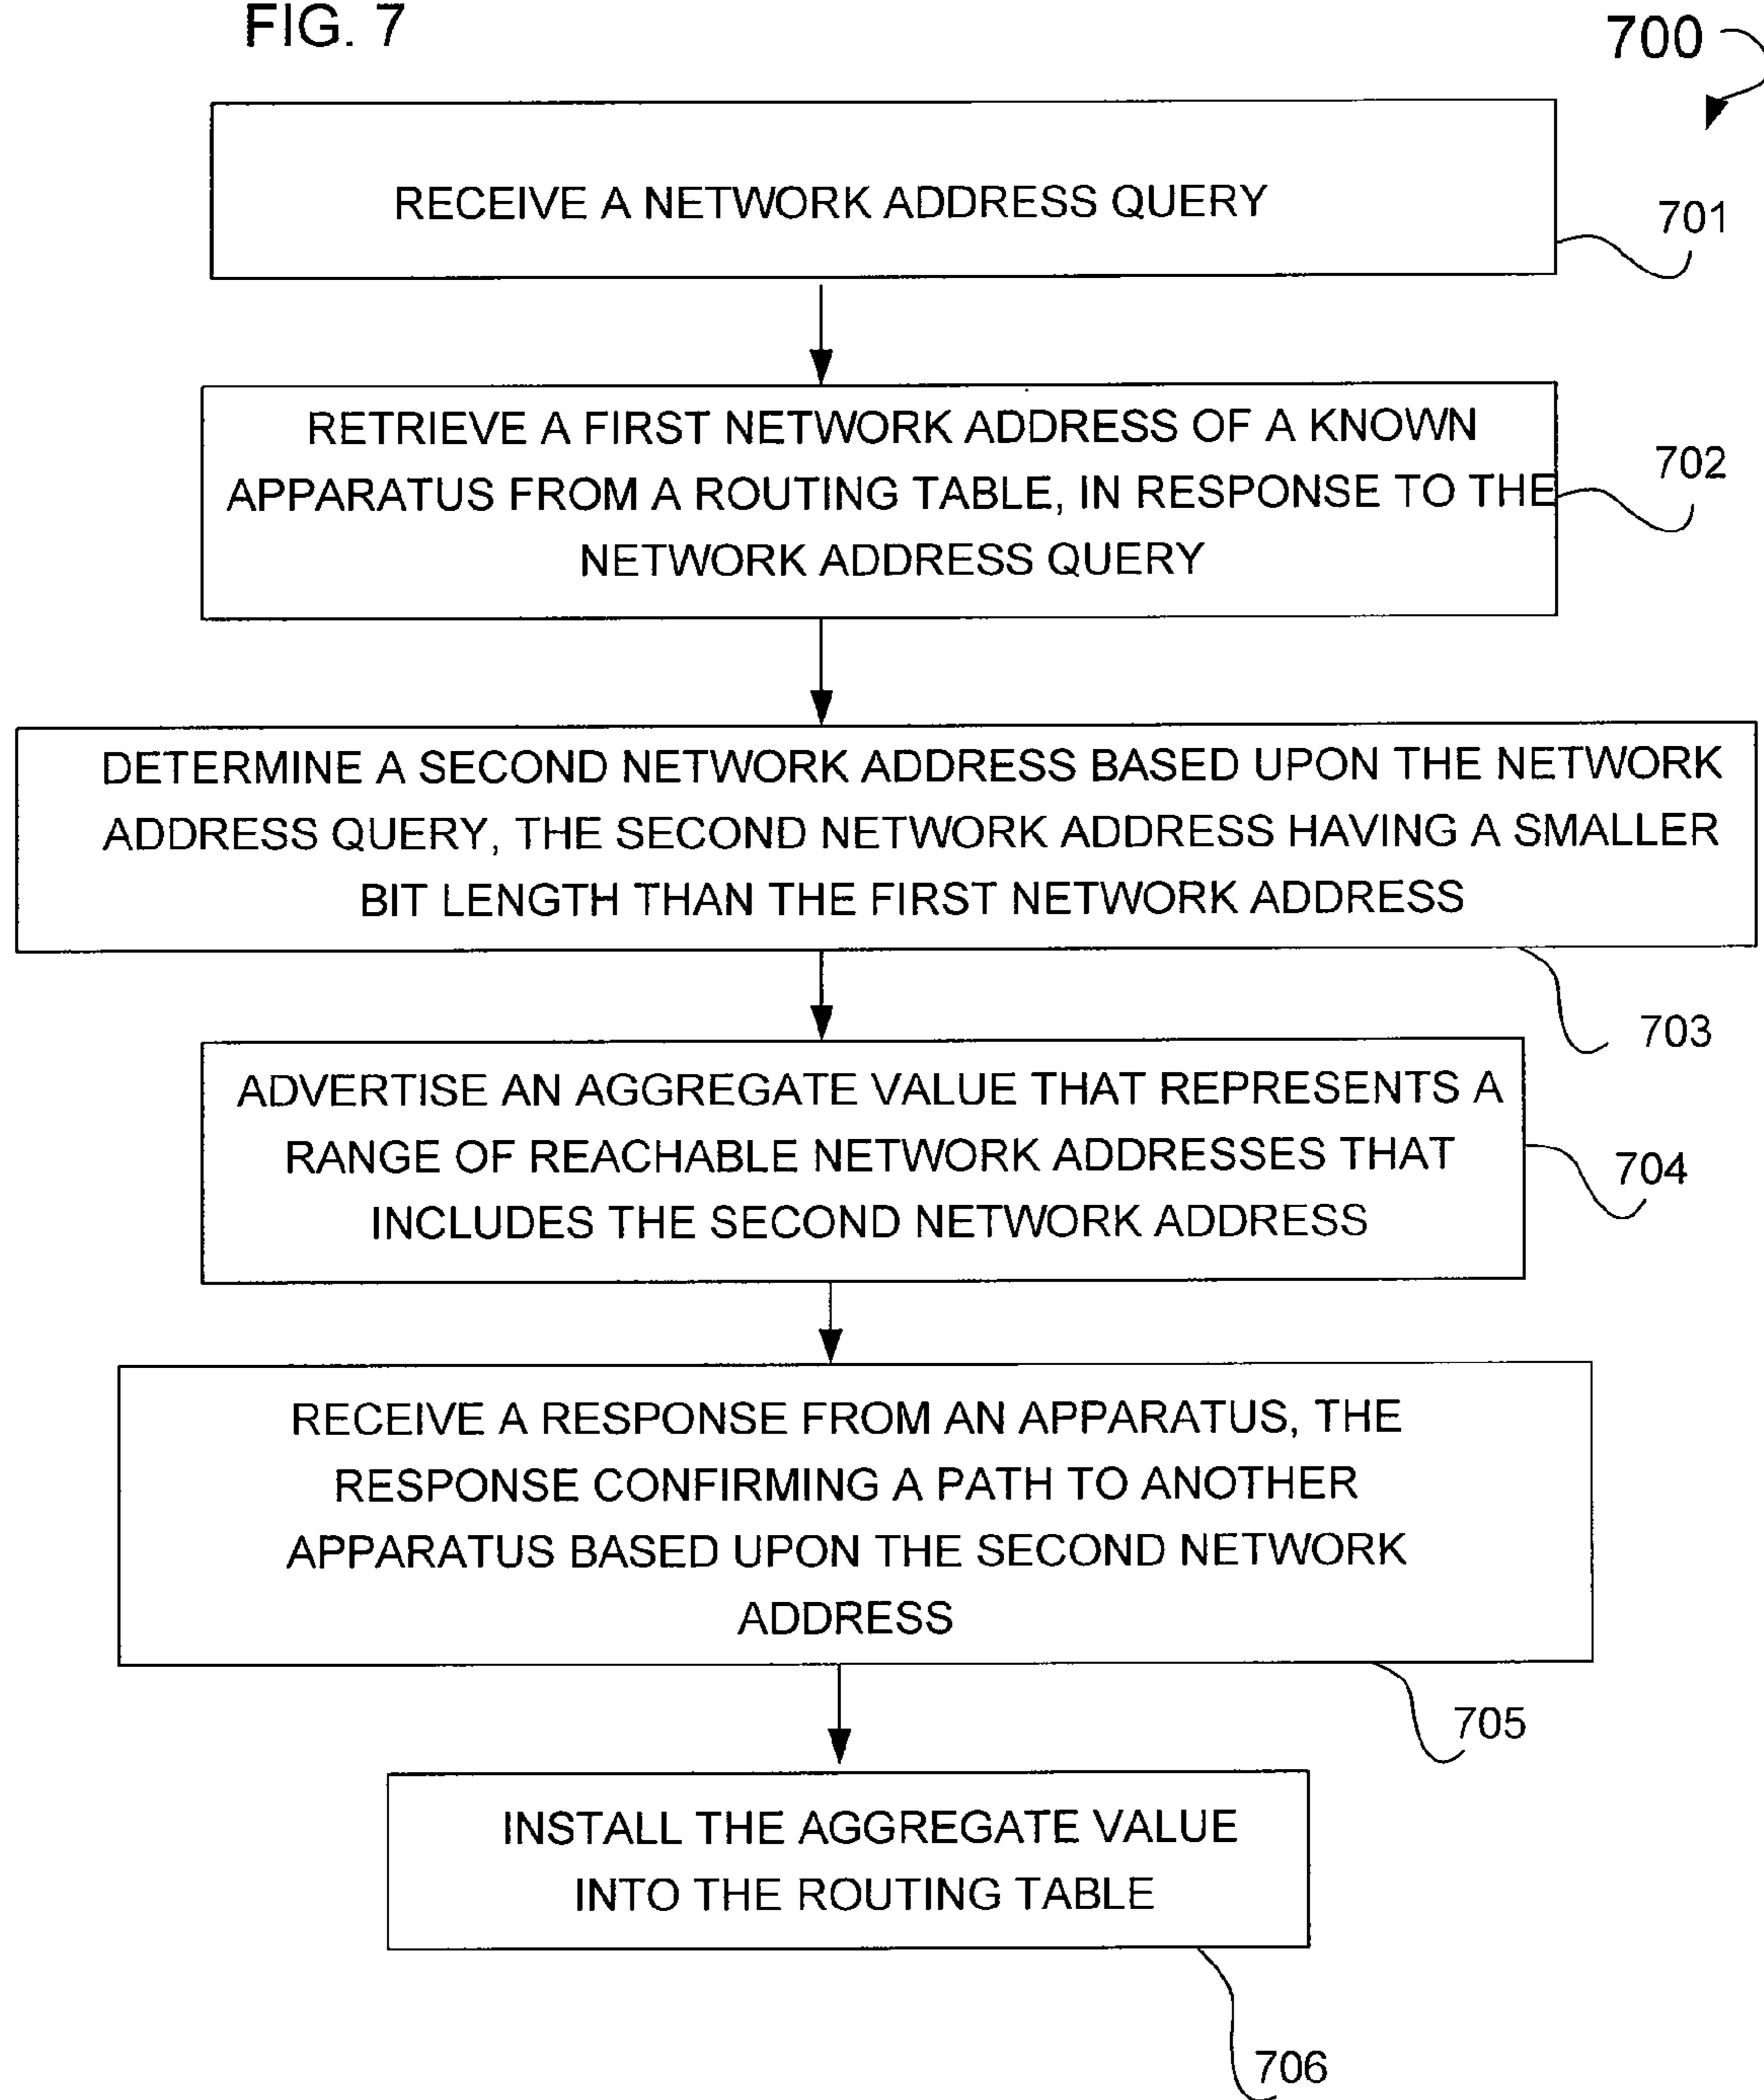 FIG. 7
700
RECEIVE A NETWORK ADDRESS QUERY
701
RETRIEVE A FIRST NETWORK ADDRESS OF A KNOWN
APPARATUS FROM A ROUTING TABLE, IN RESPONSE TO THE
NETWORK ADDRESS QUERY
702
DETERMINE A SECOND NETWORK ADDRESS BASED UPON THE NETWORK
ADDRESS QUERY, THE SECOND NETWORK ADDRESS HAVING A SMALLER
BIT LENGTH THAN THE FIRST NETWORK ADDRESS
703
ADVERTISE AN AGGREGATE VALUE THAT REPRESENTS A
RANGE OF REACHABLE NETWORK ADDRESSES THAT
INCLUDES THE SECOND NETWORK ADDRESS
704
RECEIVE A RESPONSE FROM AN APPARATUS, THE
RESPONSE CONFIRMING A PATH TO ANOTHER
APPARATUS BASED UPON THE SECOND NETWORK
ADDRESS
705
INSTALL THE AGGREGATE VALUE
INTO THE ROUTING TABLE
706